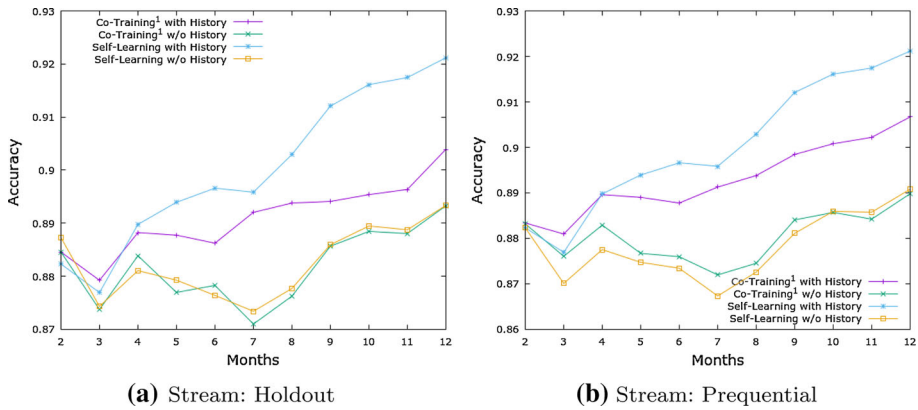 0.93
0.92
0.91
0.9
0.89
0.88
0.87
Accuracy
Co-Training1 with History
Co-Training1 w/o History
Self-Learning with History
Self-Learning w/o History
2 3 4 5 6 7 8 9 10 11 12
Months
(a) Stream: Holdout
0.93
0.92
0.91
0.9
0.89
0.88
0.87
0.86
Accuracy
Co-Training1 with History
Co-Training1 w/o History
Self-Learning with History
Self-Learning w/o History
2 3 4 5 6 7 8 9 10 11 12
Months
(b) Stream: Prequential